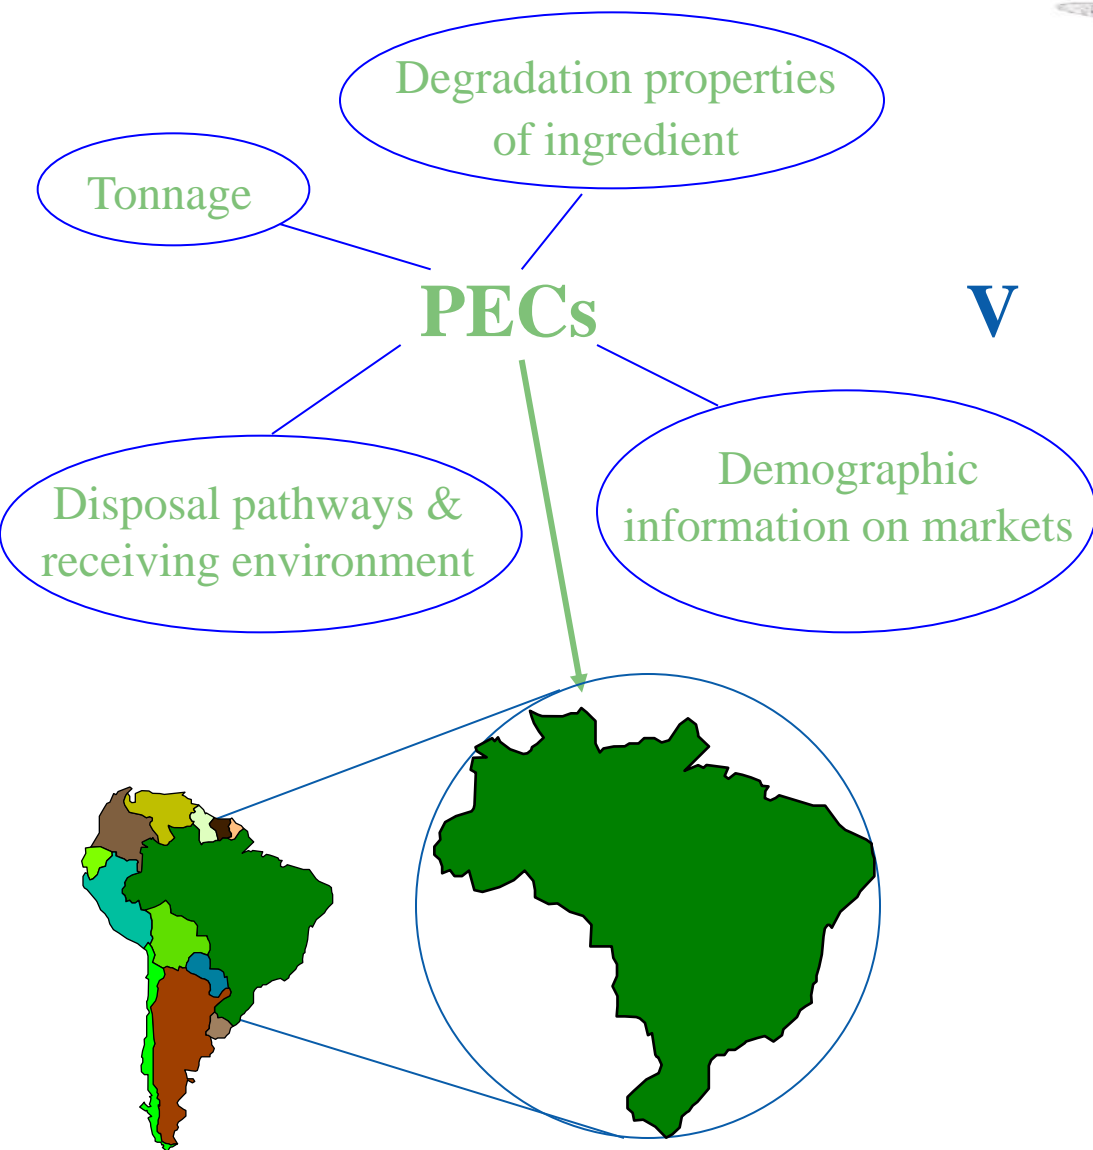 Degradation properties
of ingredient
Tonnage
PECs
V
Disposal pathways &
receiving environment
Demographic
information on markets